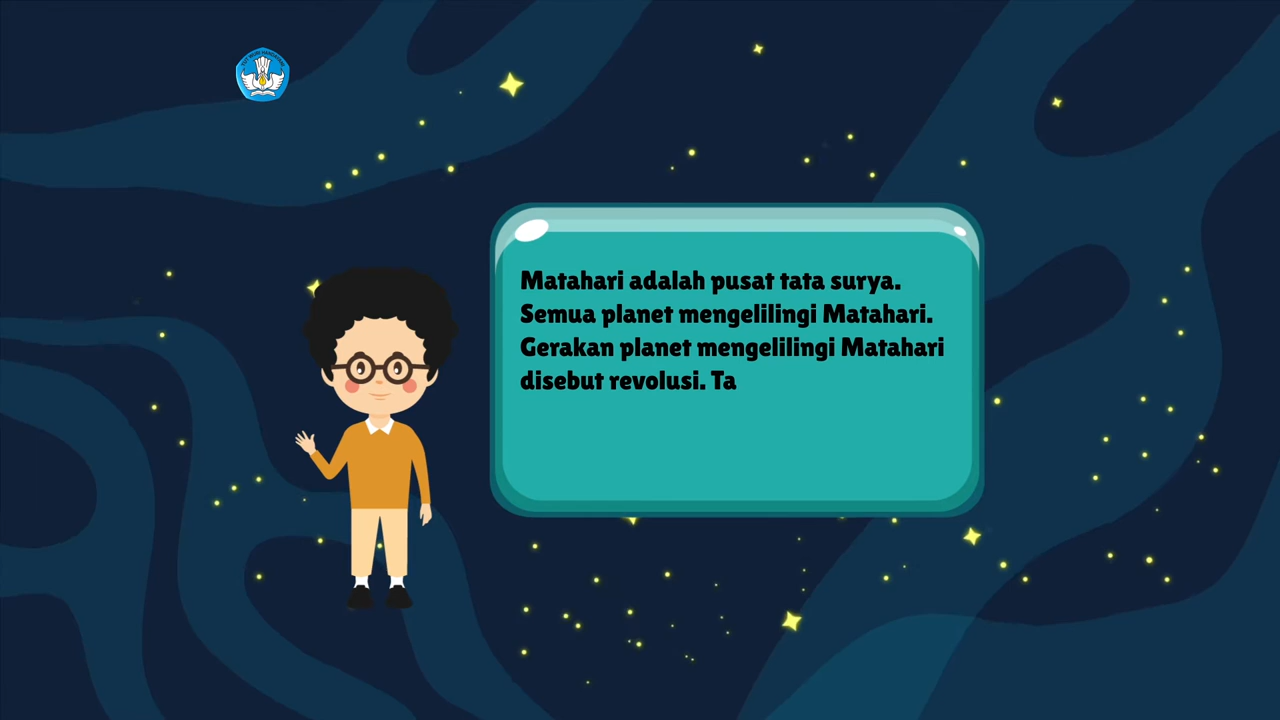 Matahari adalah pusat tata surya.
Semua planet mengelilingi Matahari.
Gerakan planet mengelilingi Matahari
disebut revolusi. Ta